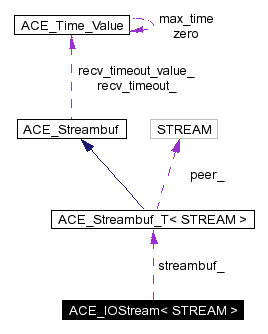 ACE_Time_Value
max_time
zero
recv_timeout_value_
recv_timeout_
ACE_Streambuf
STREAM
peer_
ACE_Streambuf_T< STREAM >
streambuf_
ACE_IOStream< STREAM >